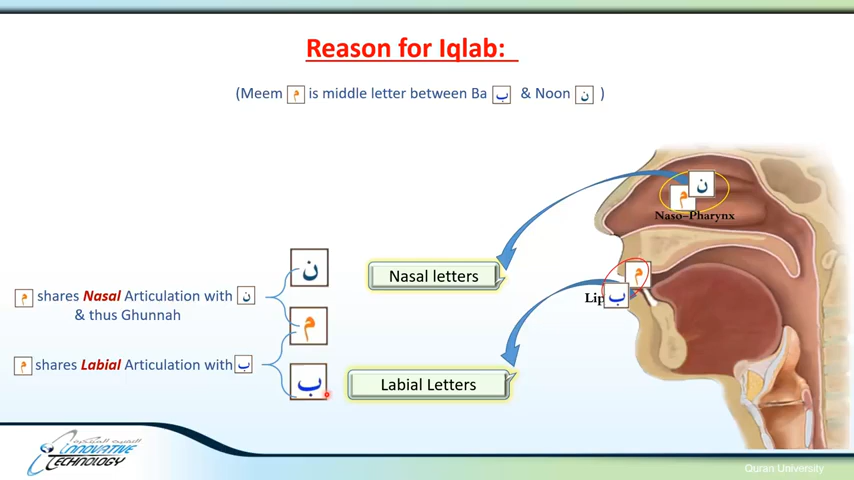 Reason for Iqlab:
(Meem م is middle letter between Ba ب & Noon ن )
ن
م
Naso-Pharynx
Nasal letters
م
Lip ب
ن
م shares Nasal Articulation with ن
& thus Ghunnah
م
م shares Labial Articulation with ب
ب
Labial Letters
INNOVATIVE
TECHNOLOGY
Quran University